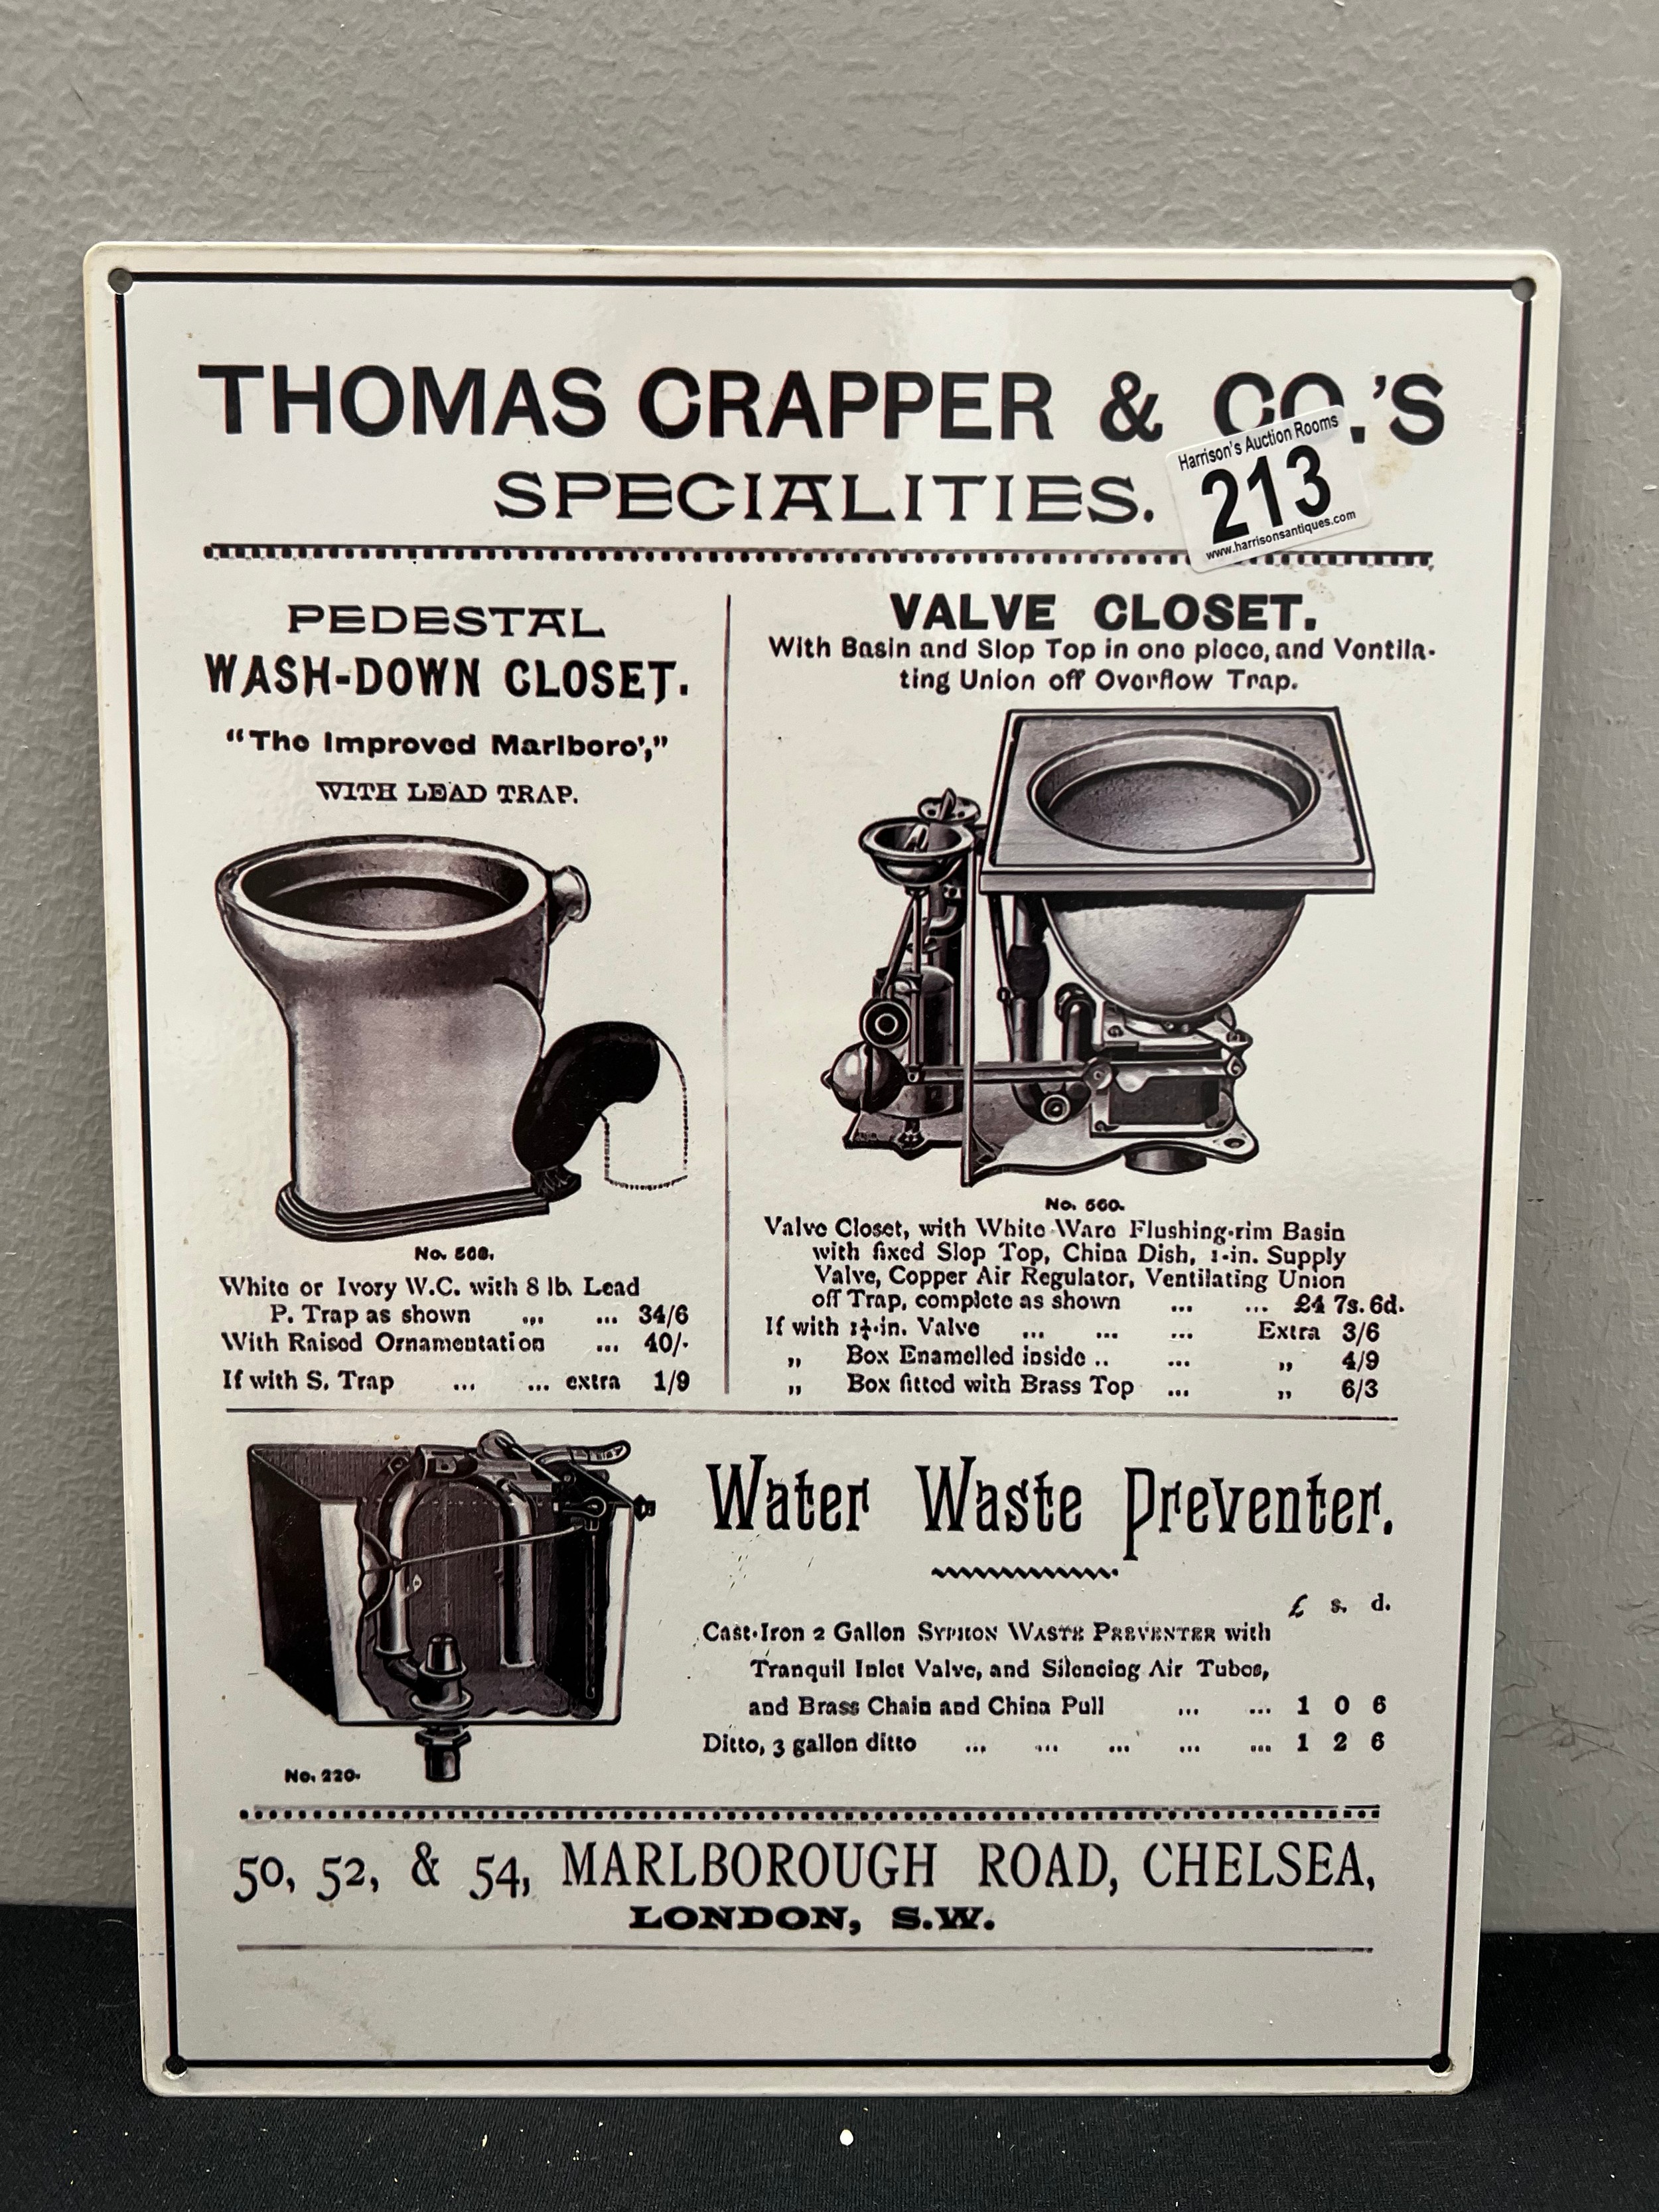 THOMAS CRAPPER & CO.'S
SPECIALITIES.
Harrison's Auction Rooms
213
www.harrisonsantiques.com
PEDESTAL
WASH-DOWN CLOSET.
"The Improved Marlboro',"
WITH LEAD TRAP.
No. 508.
White or Ivory W.C. with 8 lb. Lead
P. Trap as shown ,,, ... 34/6
With Raised Ornamentation ... 40/-
If with S. Trap ... ... extra 1/9
VALVE CLOSET.
With Basin and Slop Top in one piece, and Ventila-
ting Union off Overflow Trap.
No. 560.
Valve Closet, with White Ware Flushing-rim Basin
with fixed Slop Top, China Dish, 1-in. Supply
Valve, Copper Air Regulator, Ventilating Union
off Trap, complete as shown ... ... £4 7s. 6d.
If with 1¼-in. Valve ... ... ... Extra 3/6
,, Box Enamelled inside .. ... ,, 4/9
,, Box fitted with Brass Top ... ,, 6/3
No. 220.
Water Waste Preventer.
£ s. d.
Cast-Iron 2 Gallon SYPHON WASTE PREVENTER with
Tranquil Inlet Valve, and Silencing Air Tubes,
and Brass Chain and China Pull ... ... 1 0 6
Ditto, 3 gallon ditto ... ... ... ... ... 1 2 6
50, 52, & 54, MARLBOROUGH ROAD, CHELSEA,
LONDON, S.W.